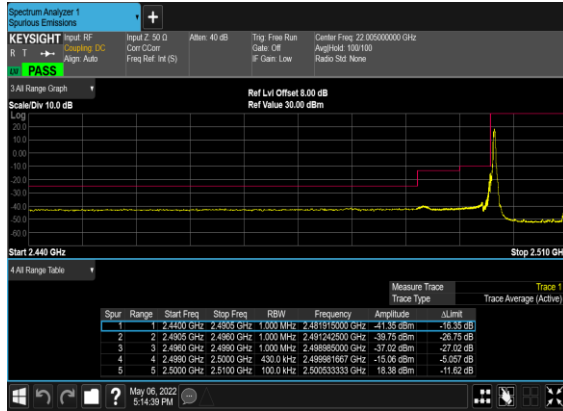 Spectrum Analyzer 1
Spurious Emissions
KEYSIGHT Input: RF Input Z: 50 Ω Atten: 40 dB Trig: Free Run Center Freq: 22.005000000 GHz
R T Coupling: DC Corr CCorr Gate: Off Avg|Hold: 100/100
Align: Auto Freq Ref: Int (S) IF Gain: Low Radio Std: None
PASS
3 All Range Graph
Ref Lvl Offset 8.00 dB
Scale/Div 10.0 dB Ref Value 30.00 dBm
Log
20.0
10.0
0.00
-10.0
-20.0
-30.0
-40.0
-50.0
-60.0
Start 2.440 GHz Stop 2.510 GH
4 All Range Table
Measure Trace Trace 1
Trace Type Trace Average (Active)
Spur Range Start Freq Stop Freq RBW Frequency Amplitude ΔLimit
1 1 2.4400 GHz 2.4905 GHz 1.000 MHz 2.481915000 GHz -41.35 dBm -16.35 dB
2 2 2.4905 GHz 2.4960 GHz 1.000 MHz 2.491242500 GHz -39.75 dBm -26.75 dB
3 3 2.4960 GHz 2.4990 GHz 1.000 MHz 2.498985000 GHz -37.02 dBm -27.02 dB
4 4 2.4990 GHz 2.5000 GHz 430.0 kHz 2.499981667 GHz -15.06 dBm -5.057 dB
5 5 2.5000 GHz 2.5100 GHz 100.0 kHz 2.500533333 GHz 18.38 dBm -11.62 dB
May 06, 2022
5:14:39 PM